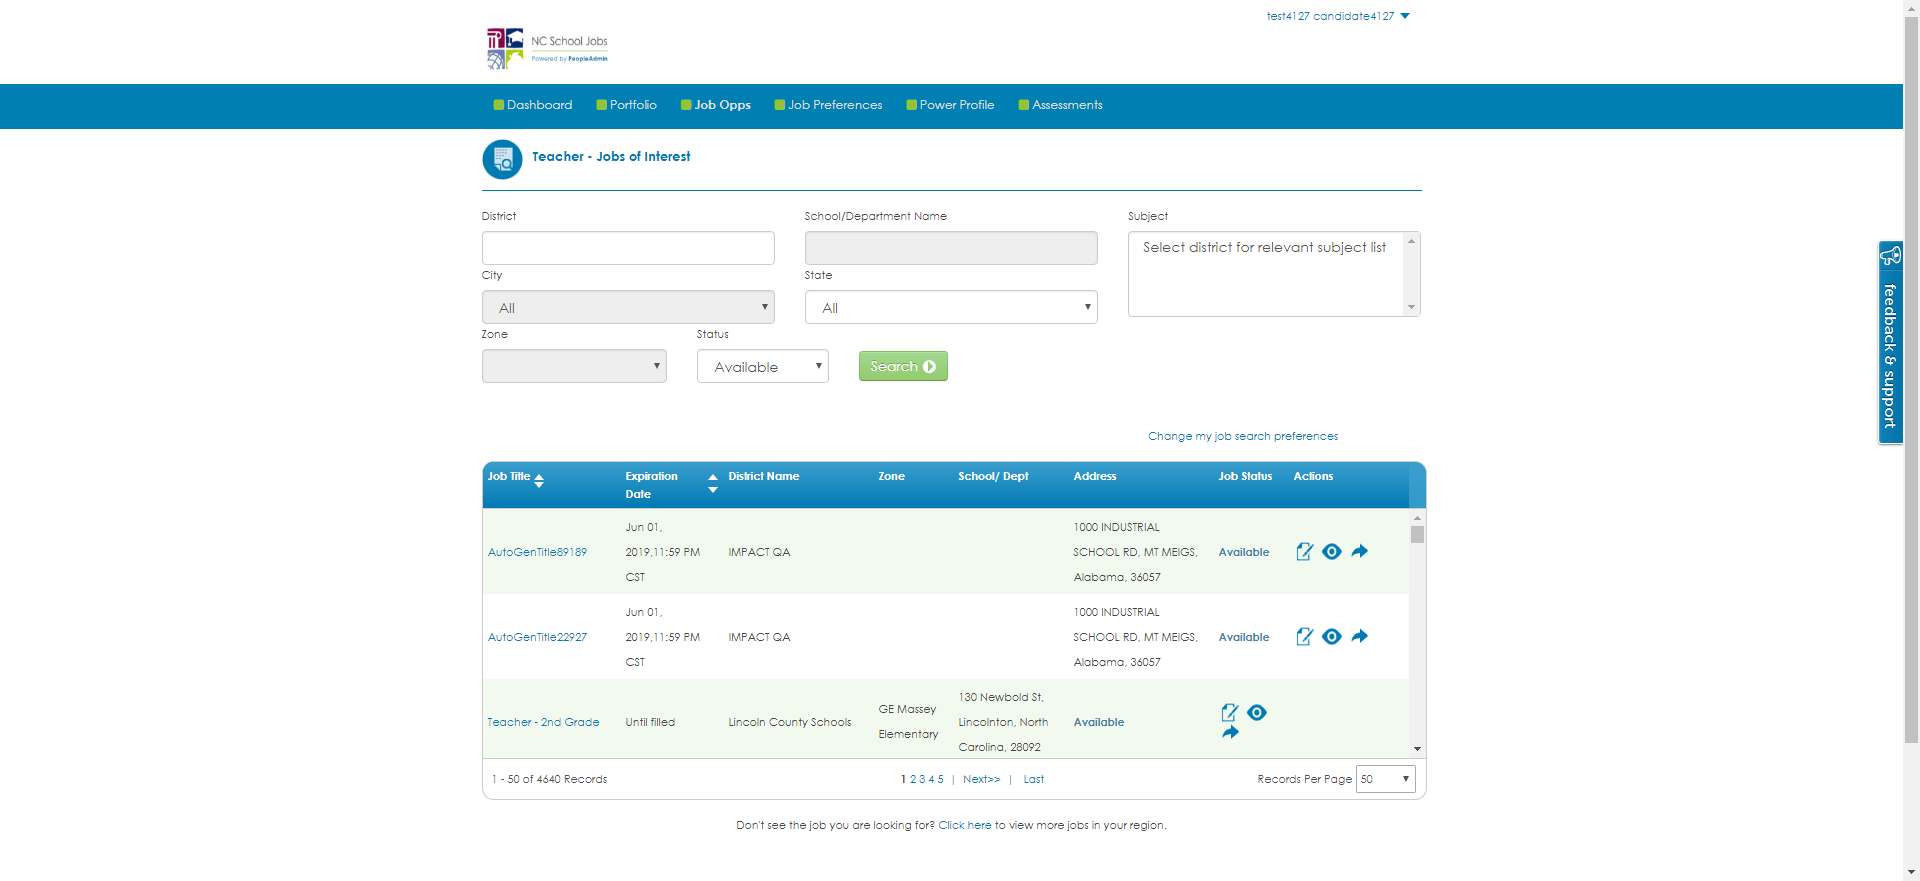 test4127 candidate4127
NC School Jobs
Powered by PeopleAdmin
Dashboard Portfolio Job Opps Job Preferences Power Profile Assessments
Teacher - Jobs of Interest
District School/Department Name Subject
Select district for relevant subject list
City State
All All
Zone Status
Available Search
feedback & support
Change my job search preferences
Job Title Expiration Date District Name Zone School/ Dept Address Job Status Actions
Jun 01, 1000 INDUSTRIAL
AutoGenTitle89189 2019,11:59 PM IMPACT QA SCHOOL RD, MT MEIGS, Available
CST Alabama, 36057
Jun 01, 1000 INDUSTRIAL
AutoGenTitle22927 2019,11:59 PM IMPACT QA SCHOOL RD, MT MEIGS, Available
CST Alabama, 36057
130 Newbold St,
GE Massey
Teacher - 2nd Grade Until filled Lincoln County Schools Lincolnton, North Available
Elementary
Carolina, 28092
1 - 50 of 4640 Records 1 2 3 4 5 | Next>> | Last Records Per Page 50
Don't see the job you are looking for? Click here to view more jobs in your region.